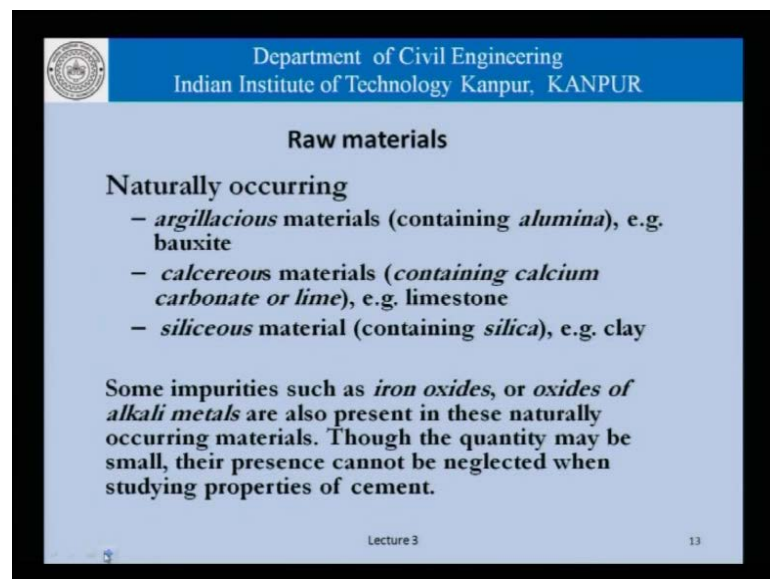 Department of Civil Engineering
Indian Institute of Technology Kanpur, KANPUR
Raw materials
Naturally occurring
– argillacious materials (containing alumina), e.g.
bauxite
– calcereous materials (containing calcium
carbonate or lime), e.g. limestone
– siliceous material (containing silica), e.g. clay
Some impurities such as iron oxides, or oxides of
alkali metals are also present in these naturally
occurring materials. Though the quantity may be
small, their presence cannot be neglected when
studying properties of cement.
Lecture 3
13